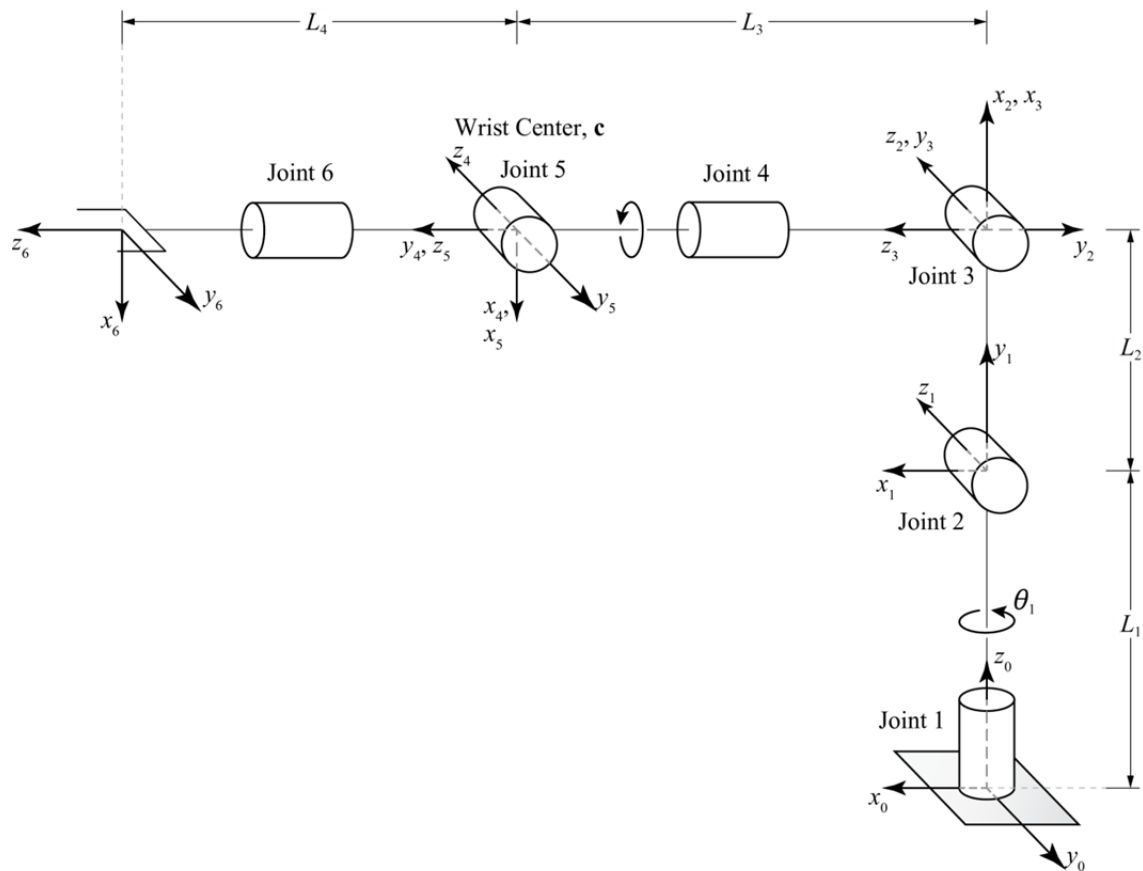 L₄
L₃
x₂, x₃
Wrist Center, c
z₂, y₃
z₄
Joint 5
Joint 6
Joint 4
z₆
y₄, z₅
z₃
y₂
Joint 3
y₆
y₅
x₆
x₄,
x₅
L₂
y₁
z₁
x₁
Joint 2
θ₁
L₁
z₀
Joint 1
x₀
y₀